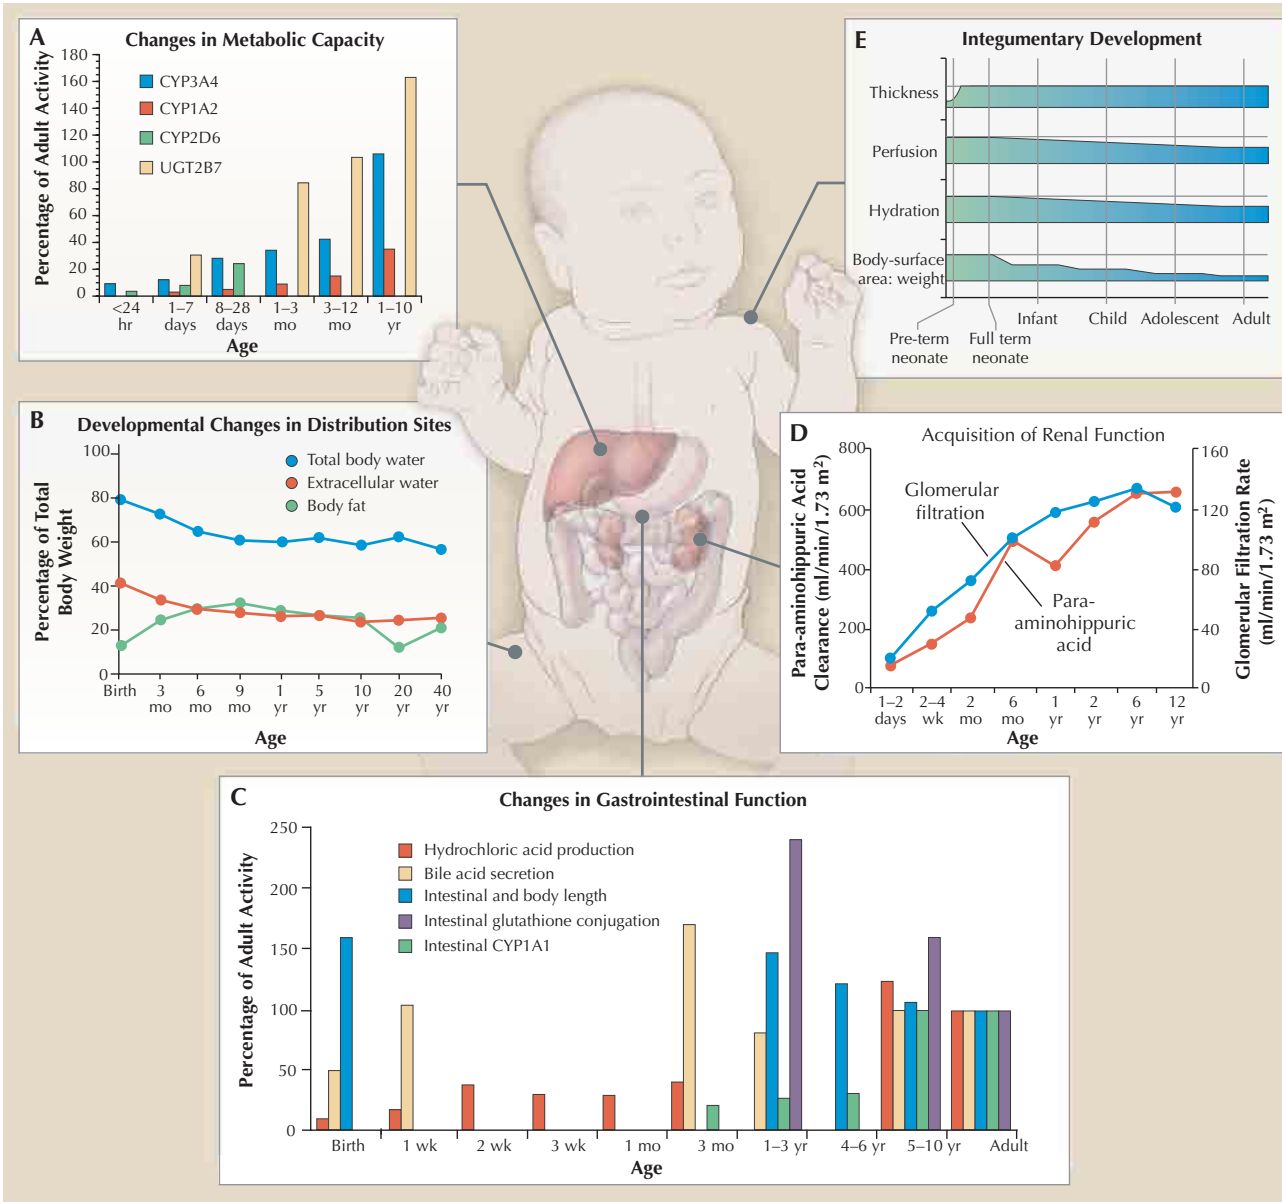 A
Changes in Metabolic Capacity
Percentage of Adult Activity
180
160
140
120
100
80
60
40
20
0
CYP3A4
CYP1A2
CYP2D6
UGT2B7
<24
hr
1–7
days
8–28
days
1–3
mo
3–12
mo
1–10
yr
Age
E
Integumentary Development
Thickness
Perfusion
Hydration
Body-surface
area: weight
Infant
Child
Adolescent
Adult
Pre-term
neonate
Full term
neonate
B
Developmental Changes in Distribution Sites
Percentage of Total
Body Weight
100
80
60
40
20
0
Total body water
Extracellular water
Body fat
Birth
3
mo
6
mo
9
mo
1
yr
5
yr
10
yr
20
yr
40
yr
Age
D
Acquisition of Renal Function
Para-aminohippuric Acid
Clearance (ml/min/1.73 m²)
800
600
400
200
0
Glomerular
filtration
Para-
aminohippuric
acid
160
120
80
40
0
Glomerular Filtration Rate
(ml/min/1.73 m²)
1–2
days
2–4
wk
2
mo
6
mo
1
yr
2
yr
6
yr
12
yr
Age
C
Changes in Gastrointestinal Function
Percentage of Adult Activity
250
200
150
100
50
0
Hydrochloric acid production
Bile acid secretion
Intestinal and body length
Intestinal glutathione conjugation
Intestinal CYP1A1
Birth
1 wk
2 wk
3 wk
1 mo
3 mo
1–3 yr
4–6 yr
5–10 yr
Adult
Age